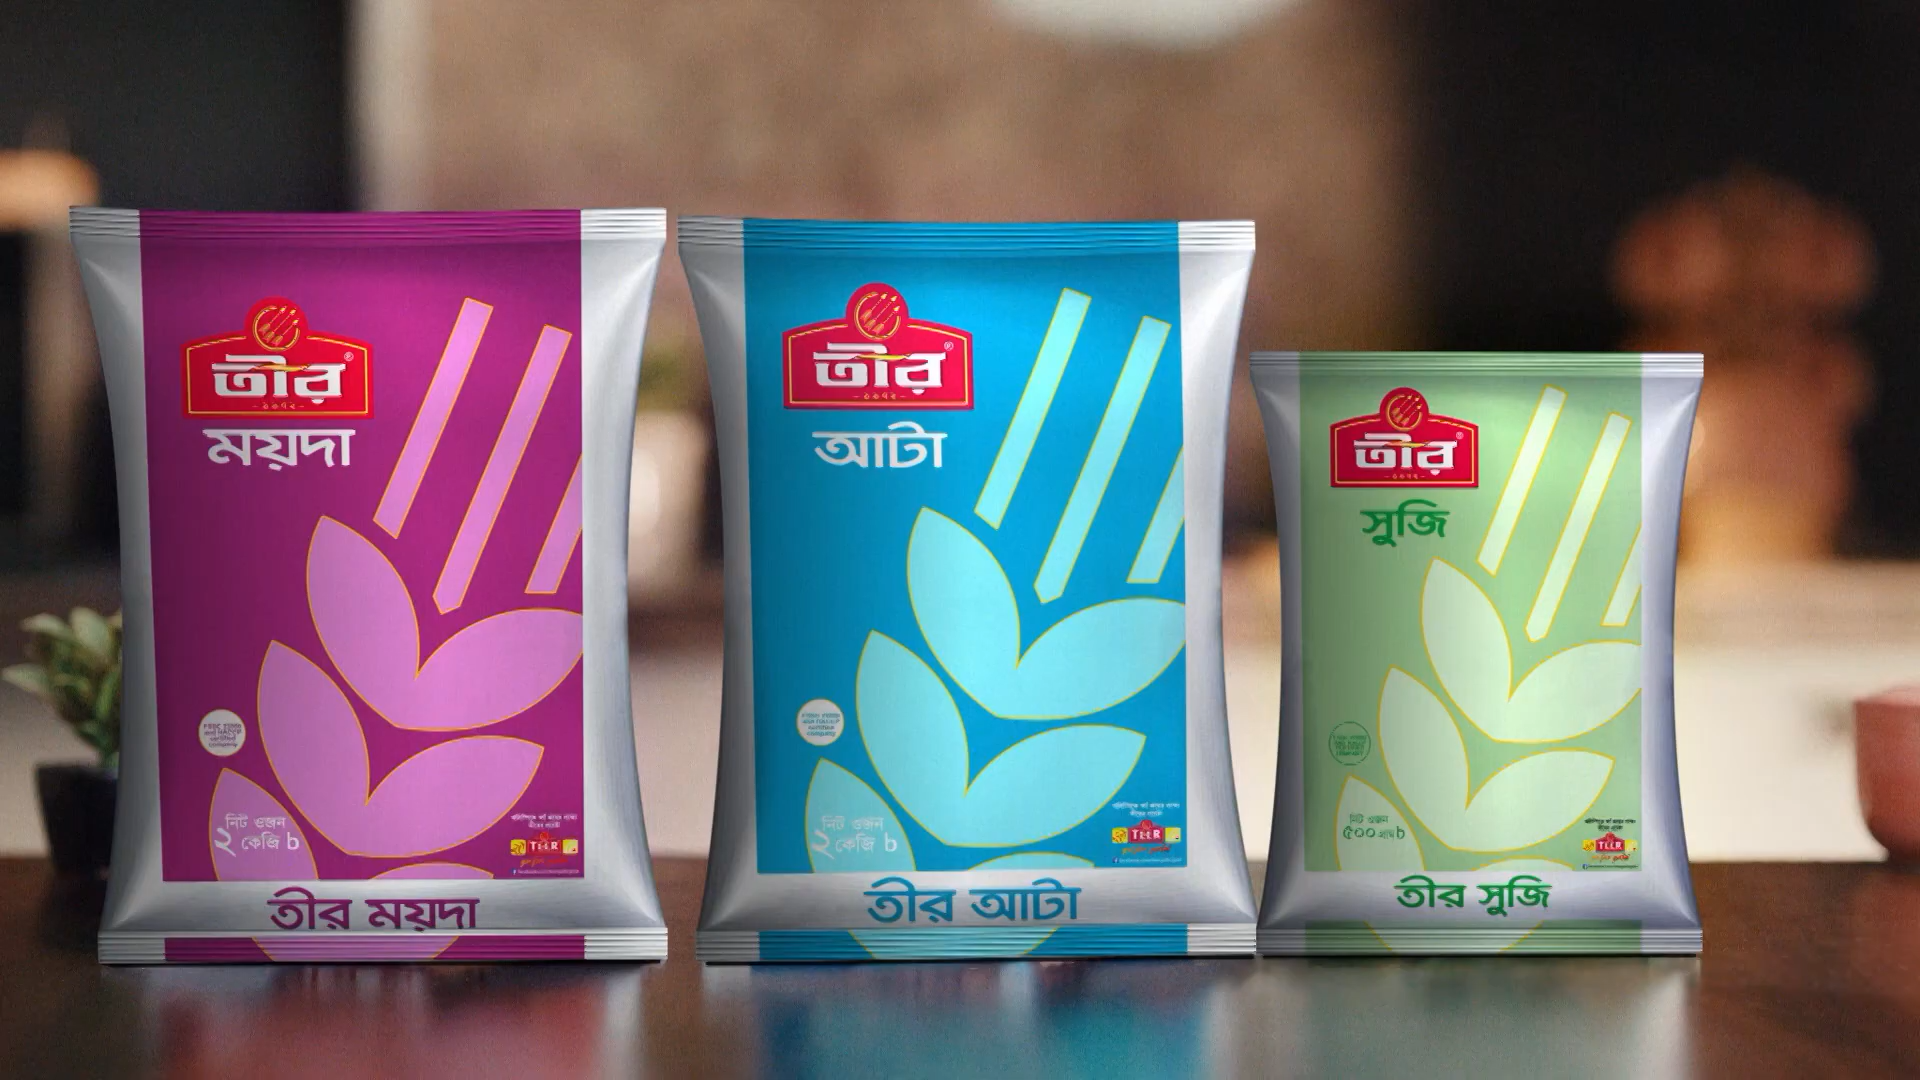 তীর
ময়দা
নিট ওজন
২ কেজি
তীর ময়দা
তীর
আটা
নিট ওজন
২ কেজি
তীর আটা
তীর
সুজি
নিট ওজন
৫০০ গ্রাম
তীর সুজি